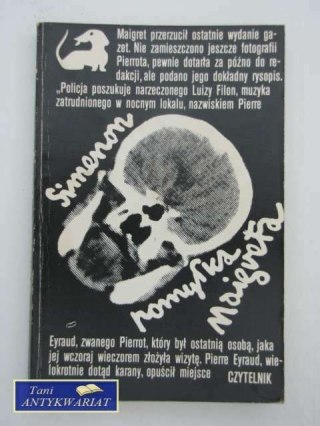 Maigret przerzucił ostatnie wydanie ga-
zet. Nie zamieszczono jeszcze fotografii
Pierrota, pewnie dotarła za późno do re-
dakcji, ale podano jego dokładny rysopis.
„Policja poszukuje narzeczonego Luizy Filon, muzyka
zatrudnionego w nocnym lokalu, nazwiskiem Pierre
Simenon
pomyłka
Maigreta
Eyraud, zwanego Pierrot, który był ostatnią osobą, jaka
jej wczoraj wieczorem złożyła wizytę. Pierre Eyraud, wie-
lokrotnie dotąd karany, opuścił miejsce CZYTELNIK
Tani
ANTYKWARIAT